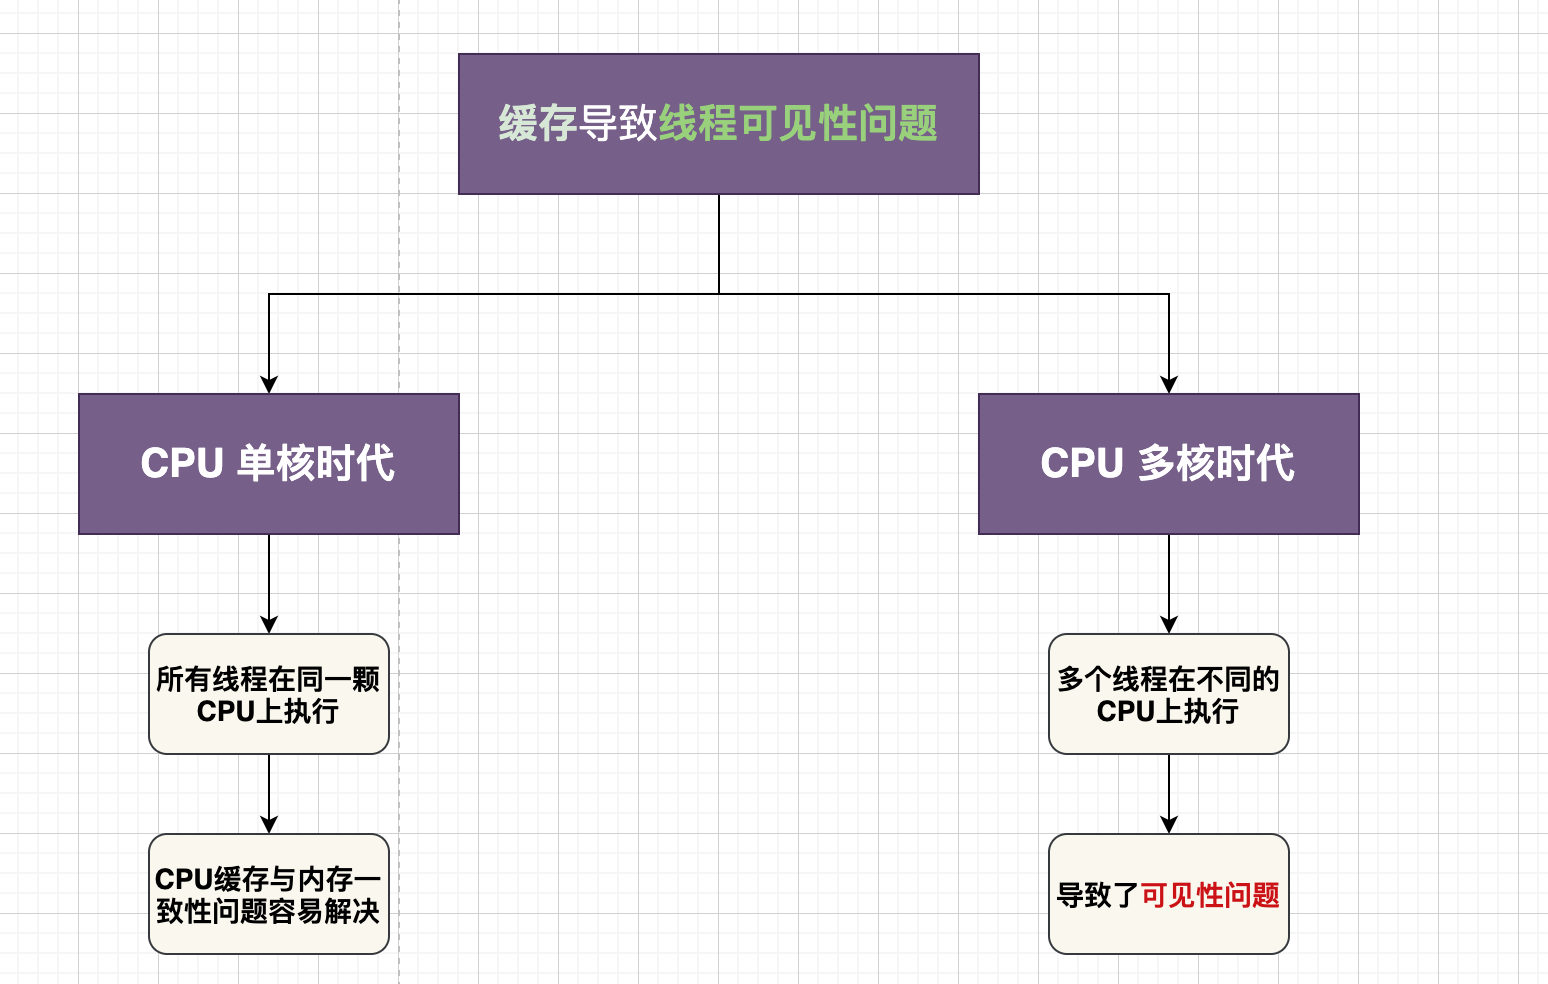 缓存导致线程可见性问题
CPU 单核时代
CPU 多核时代
所有线程在同一颗
CPU上执行
多个线程在不同的
CPU上执行
CPU缓存与内存一
致性问题容易解决
导致了可见性问题